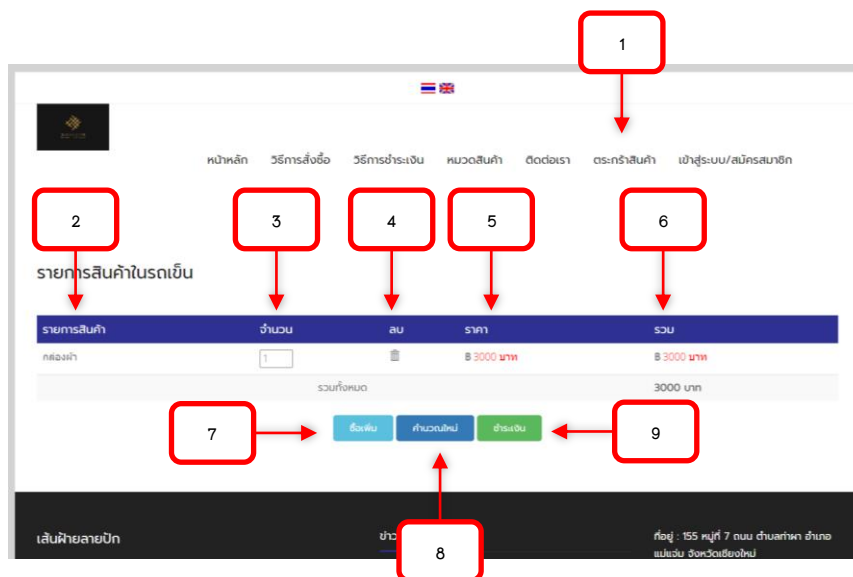 1
หน้าหลัก วิธีการสั่งซื้อ วิธีการชำระเงิน หมวดสินค้า ติดต่อเรา ตระกร้าสินค้า เข้าสู่ระบบ/สมัครสมาชิก
2 3 4 5 6
รายการสินค้าในรถเข็น
รายการสินค้า จำนวน ลบ ราคา รวม
กล่องผ้า 1 ฿ 3000 บาท ฿ 3000 บาท
รวมทั้งหมด 3000 บาท
7 ซื้อเพิ่ม คำนวณใหม่ ชำระเงิน 9
เส้นฝ้ายลายปัก ข่าว ที่อยู่ : 155 หมู่ที่ 7 ถนน ตำบลท่าผา อำเภอ
แม่แจ่ม จังหวัดเชียงใหม่
8